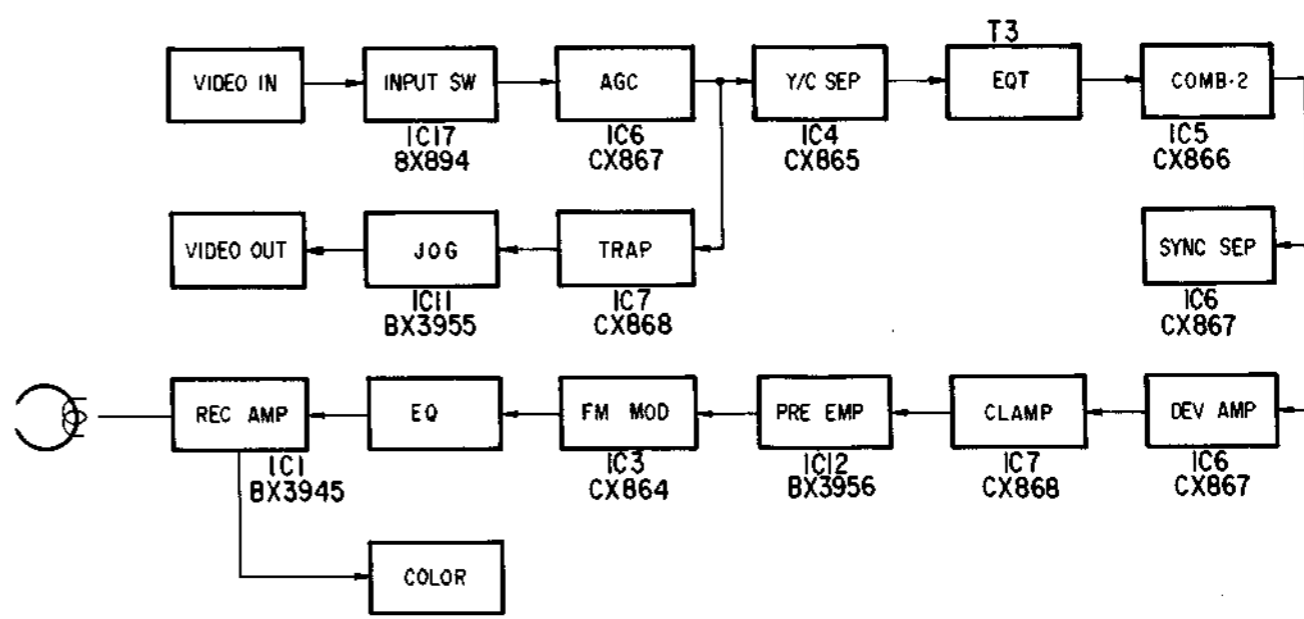 T3
VIDEO IN
INPUT SW
AGC
Y/C SEP
EQT
COMB·2
IC17
8X894
IC6
CX867
IC4
CX865
IC5
CX866
VIDEO OUT
JOG
TRAP
SYNC SEP
IC11
BX3955
IC7
CX868
IC6
CX867
REC AMP
EQ
FM MOD
PRE EMP
CLAMP
DEV AMP
IC1
BX3945
IC3
CX864
IC12
BX3956
IC7
CX868
IC6
CX867
COLOR